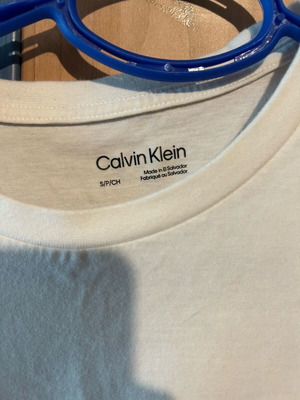 Calvin Klein
Made in El Salvador
S/P/CH
Fabriqué au Salvador